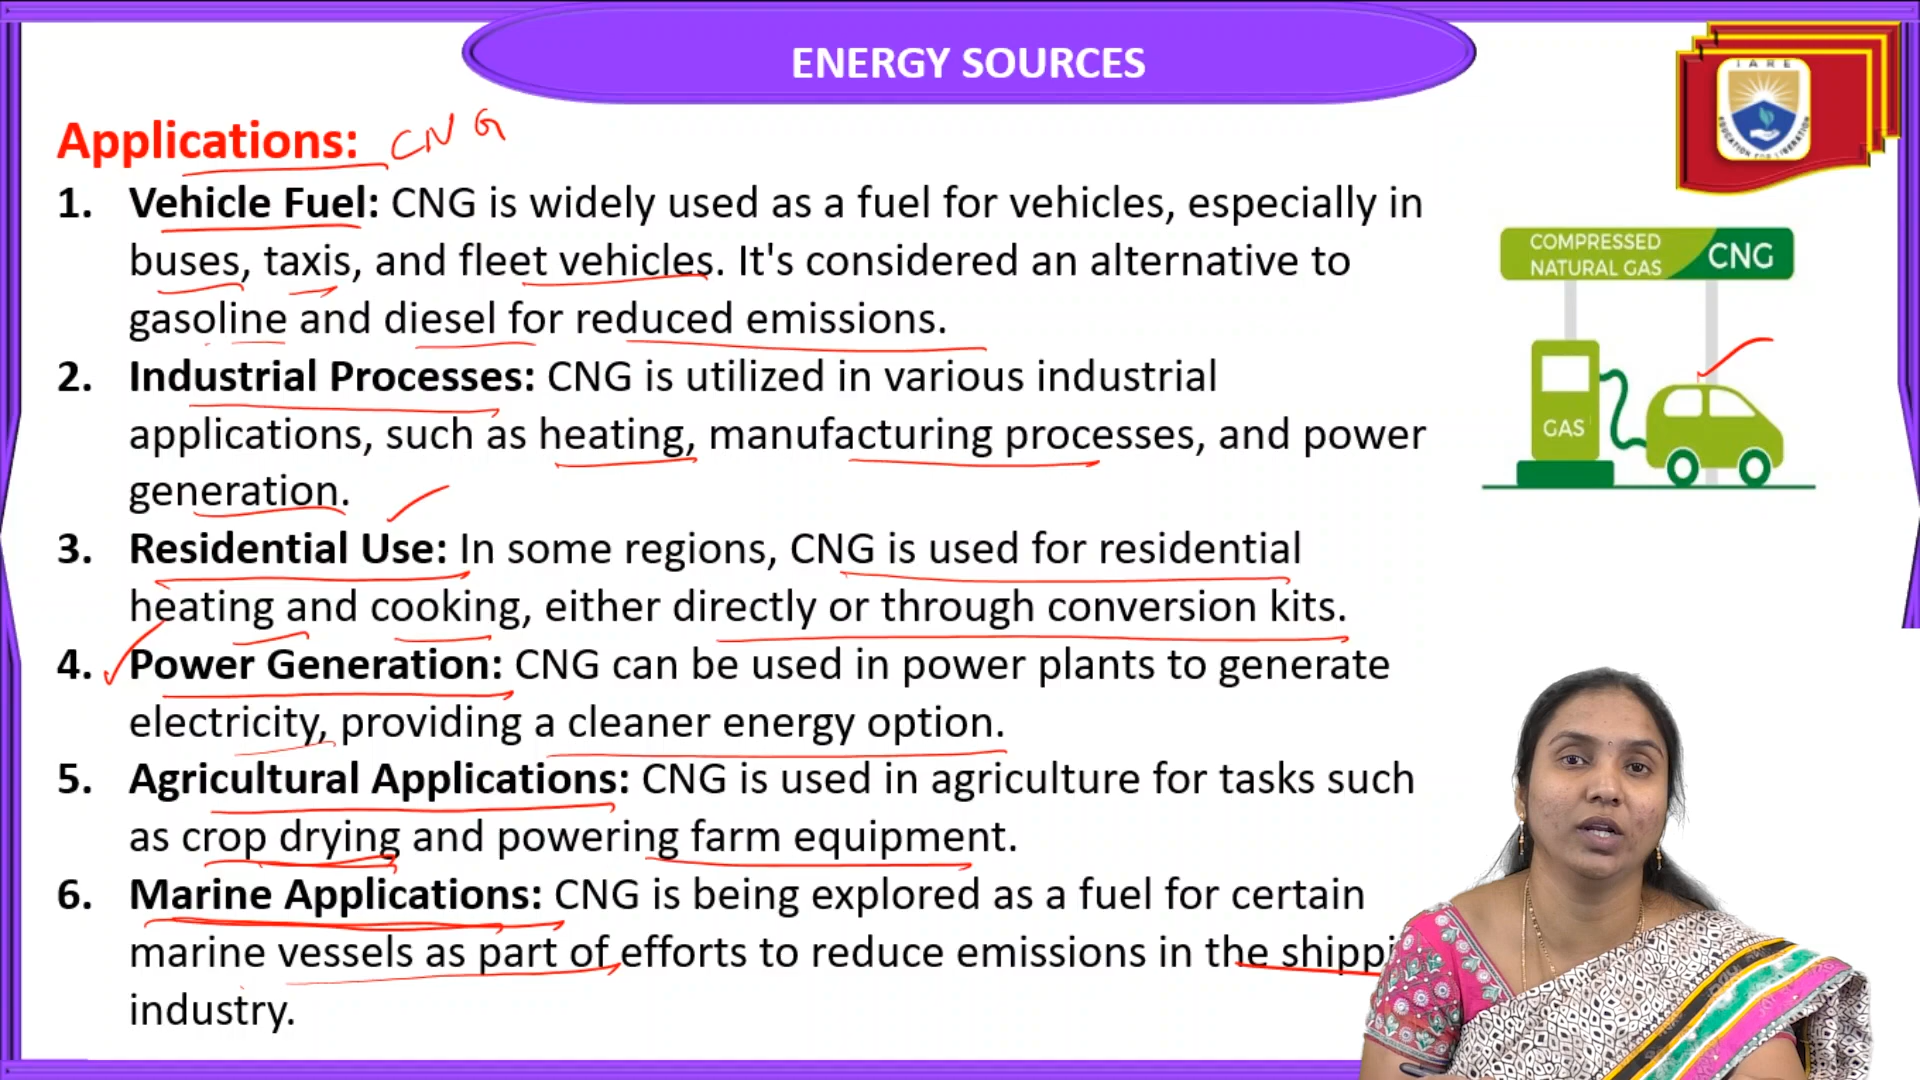 ENERGY SOURCES
IARE
EDUCATION FOR LIBERATION
Applications: CNG
1. Vehicle Fuel: CNG is widely used as a fuel for vehicles, especially in
buses, taxis, and fleet vehicles. It's considered an alternative to
gasoline and diesel for reduced emissions.
2. Industrial Processes: CNG is utilized in various industrial
applications, such as heating, manufacturing processes, and power
generation.
3. Residential Use: In some regions, CNG is used for residential
heating and cooking, either directly or through conversion kits.
4. Power Generation: CNG can be used in power plants to generate
electricity, providing a cleaner energy option.
5. Agricultural Applications: CNG is used in agriculture for tasks such
as crop drying and powering farm equipment.
6. Marine Applications: CNG is being explored as a fuel for certain
marine vessels as part of efforts to reduce emissions in the shippi
industry.
COMPRESSED
NATURAL GAS
CNG
GAS